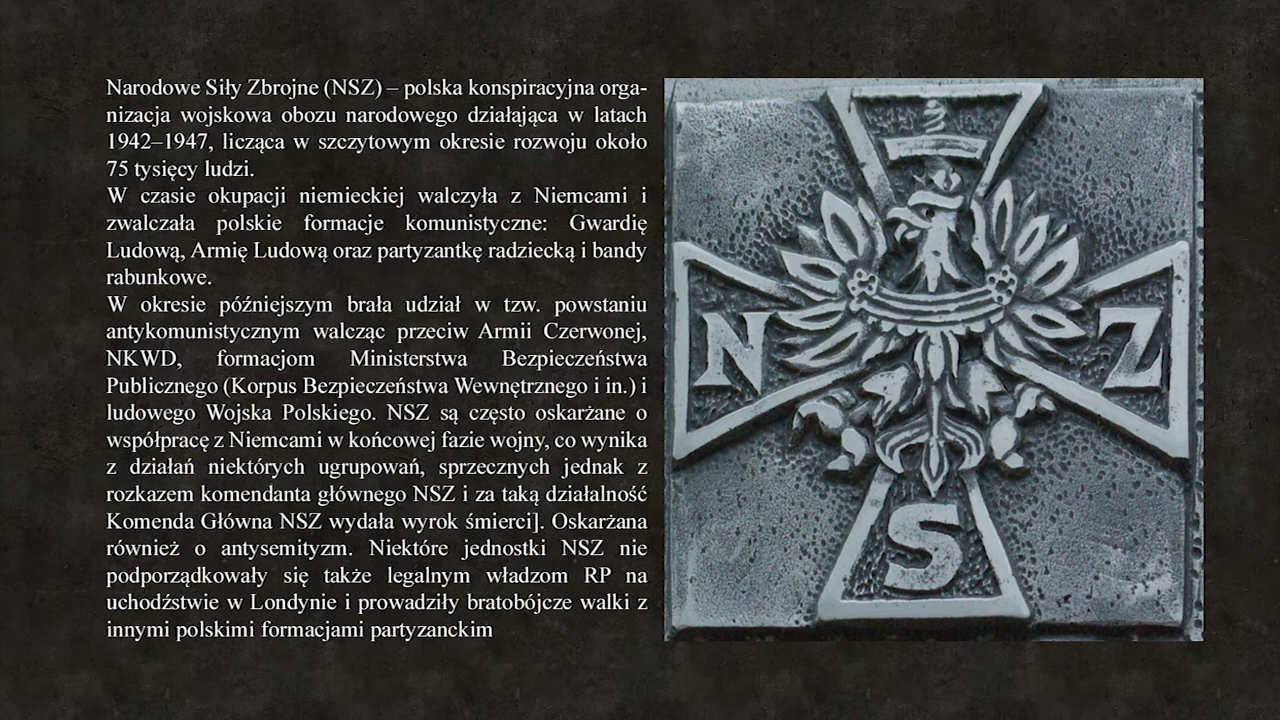 Narodowe Siły Zbrojne (NSZ) – polska konspiracyjna orga-
nizacja wojskowa obozu narodowego działająca w latach
1942–1947, licząca w szczytowym okresie rozwoju około
75 tysięcy ludzi.
W czasie okupacji niemieckiej walczyła z Niemcami i
zwalczała polskie formacje komunistyczne: Gwardię
Ludową, Armię Ludową oraz partyzantkę radziecką i bandy
rabunkowe.
W okresie późniejszym brała udział w tzw. powstaniu
antykomunistycznym walcząc przeciw Armii Czerwonej,
NKWD, formacjom Ministerstwa Bezpieczeństwa
Publicznego (Korpus Bezpieczeństwa Wewnętrznego i in.) i
ludowego Wojska Polskiego. NSZ są często oskarżane o
współpracę z Niemcami w końcowej fazie wojny, co wynika
z działań niektórych ugrupowań, sprzecznych jednak z
rozkazem komendanta głównego NSZ i za taką działalność
Komenda Główna NSZ wydała wyrok śmierci]. Oskarżana
również o antysemityzm. Niektóre jednostki NSZ nie
podporządkowały się także legalnym władzom RP na
uchodźstwie w Londynie i prowadziły bratobójcze walki z
innymi polskimi formacjami partyzanckim
N Z
S